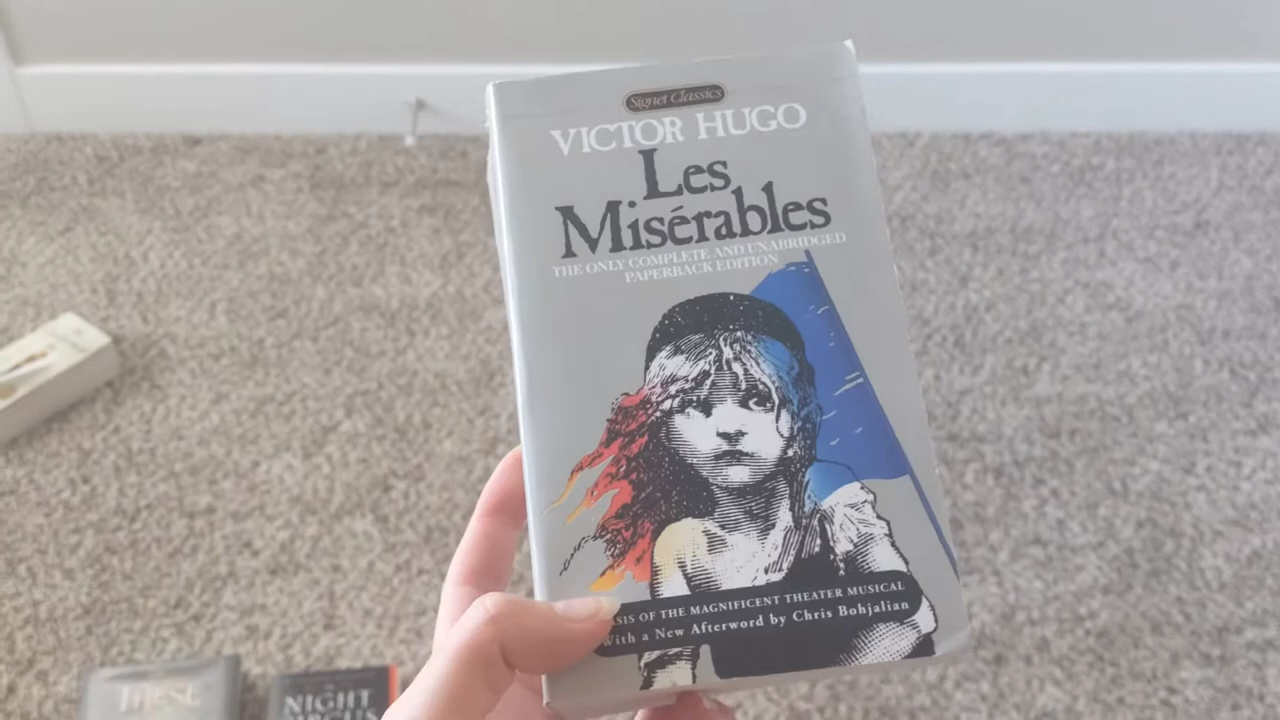 Signet Classics
VICTOR HUGO
Les
Misérables
THE ONLY COMPLETE AND UNABRIDGED
PAPERBACK EDITION
OF THE MAGNIFICENT THEATER MUSICAL
With a New Afterword by Chris Bohjalian
THESE
NIGHT